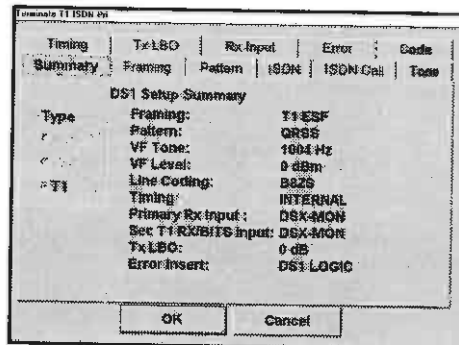 Terminate T1 ISDN Pri
Timing Tx LBO Rx Input Error Code
Summary Framing Pattern ISDN ISDN Call Tone
DS1 Setup Summary
Type
T1
Framing: T1 ESF
Pattern: QRSS
VF Tone: 1004 Hz
VF Level: 0 dBm
Line Coding: B8ZS
Timing: INTERNAL
Primary Rx Input : DSX-MON
Sec T1 RX/BITS Input: DSX-MON
Tx LBO: 0 dB
Error Insert: DS1 LOGIC
OK Cancel